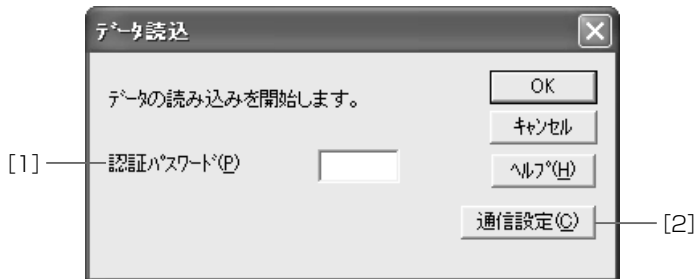 ﾃﾞｰﾀ読込
ﾃﾞｰﾀの読み込みを開始します。
OK
ｷｬﾝｾﾙ
[1]
認証ﾊﾟｽﾜｰﾄﾞ(P)
ﾍﾙﾌﾟ(H)
通信設定(C)
[2]